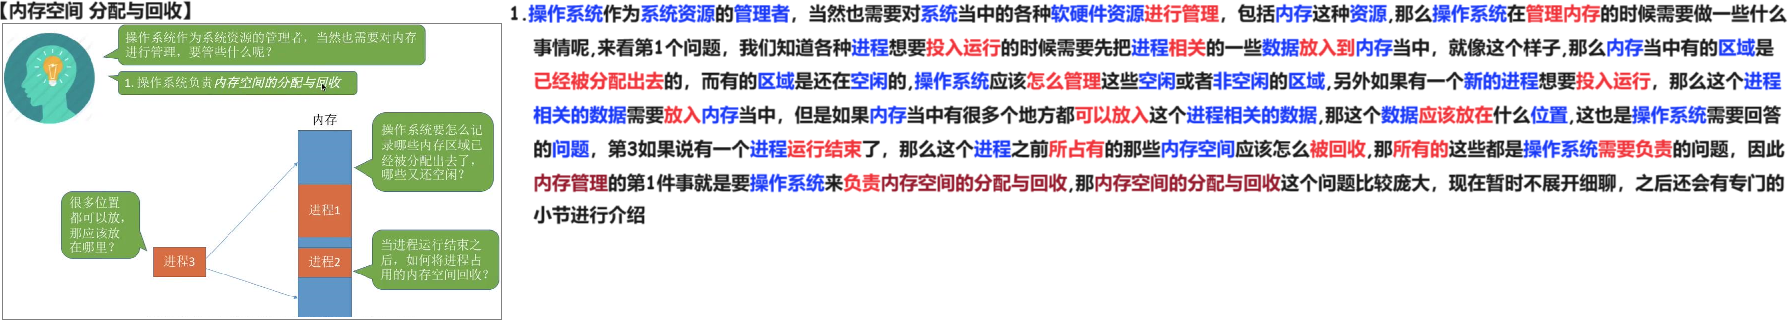 【内存空间 分配与回收】
操作系统作为系统资源的管理者，当然也需要对内存
进行管理，要管些什么呢？
1. 操作系统负责内存空间的分配与回收
内存
操作系统要怎么记
录哪些内存区域已
经被分配出去了，
哪些又还空闲？
很多位置
都可以放，
那应该放
在哪里？
进程1
进程3
进程2
当进程运行结束之
后，如何将进程占
用的内存空间回收？
1.操作系统作为系统资源的管理者，当然也需要对系统当中的各种软硬件资源进行管理，包括内存这种资源,那么操作系统在管理内存的时候需要做一些什么
事情呢,来看第1个问题，我们知道各种进程想要投入运行的时候需要先把进程相关的一些数据放入到内存当中，就像这个样子,那么内存当中有的区域是
已经被分配出去的，而有的区域是还在空闲的,操作系统应该怎么管理这些空闲或者非空闲的区域,另外如果有一个新的进程想要投入运行，那么这个进程
相关的数据需要放入内存当中，但是如果内存当中有很多个地方都可以放入这个进程相关的数据,那这个数据应该放在什么位置,这也是操作系统需要回答
的问题，第3如果说有一个进程运行结束了，那么这个进程之前所占有的那些内存空间应该怎么被回收,那所有的这些都是操作系统需要负责的问题，因此
内存管理的第1件事就是要操作系统来负责内存空间的分配与回收,那内存空间的分配与回收这个问题比较庞大，现在暂时不展开细聊，之后还会有专门的
小节进行介绍